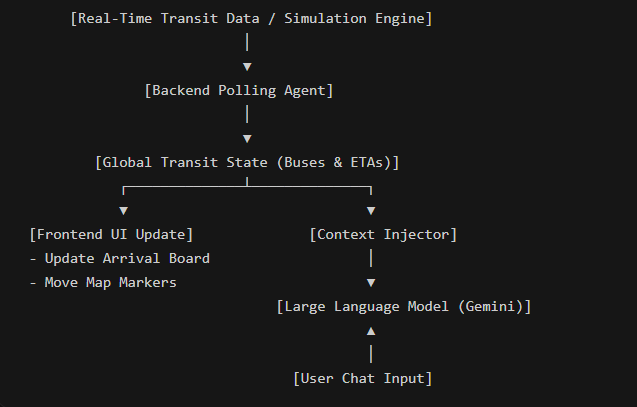 [Real-Time Transit Data / Simulation Engine]
[Backend Polling Agent]
[Global Transit State (Buses & ETAs)]
[Frontend UI Update] [Context Injector]
- Update Arrival Board
- Move Map Markers
[Large Language Model (Gemini)]
[User Chat Input]